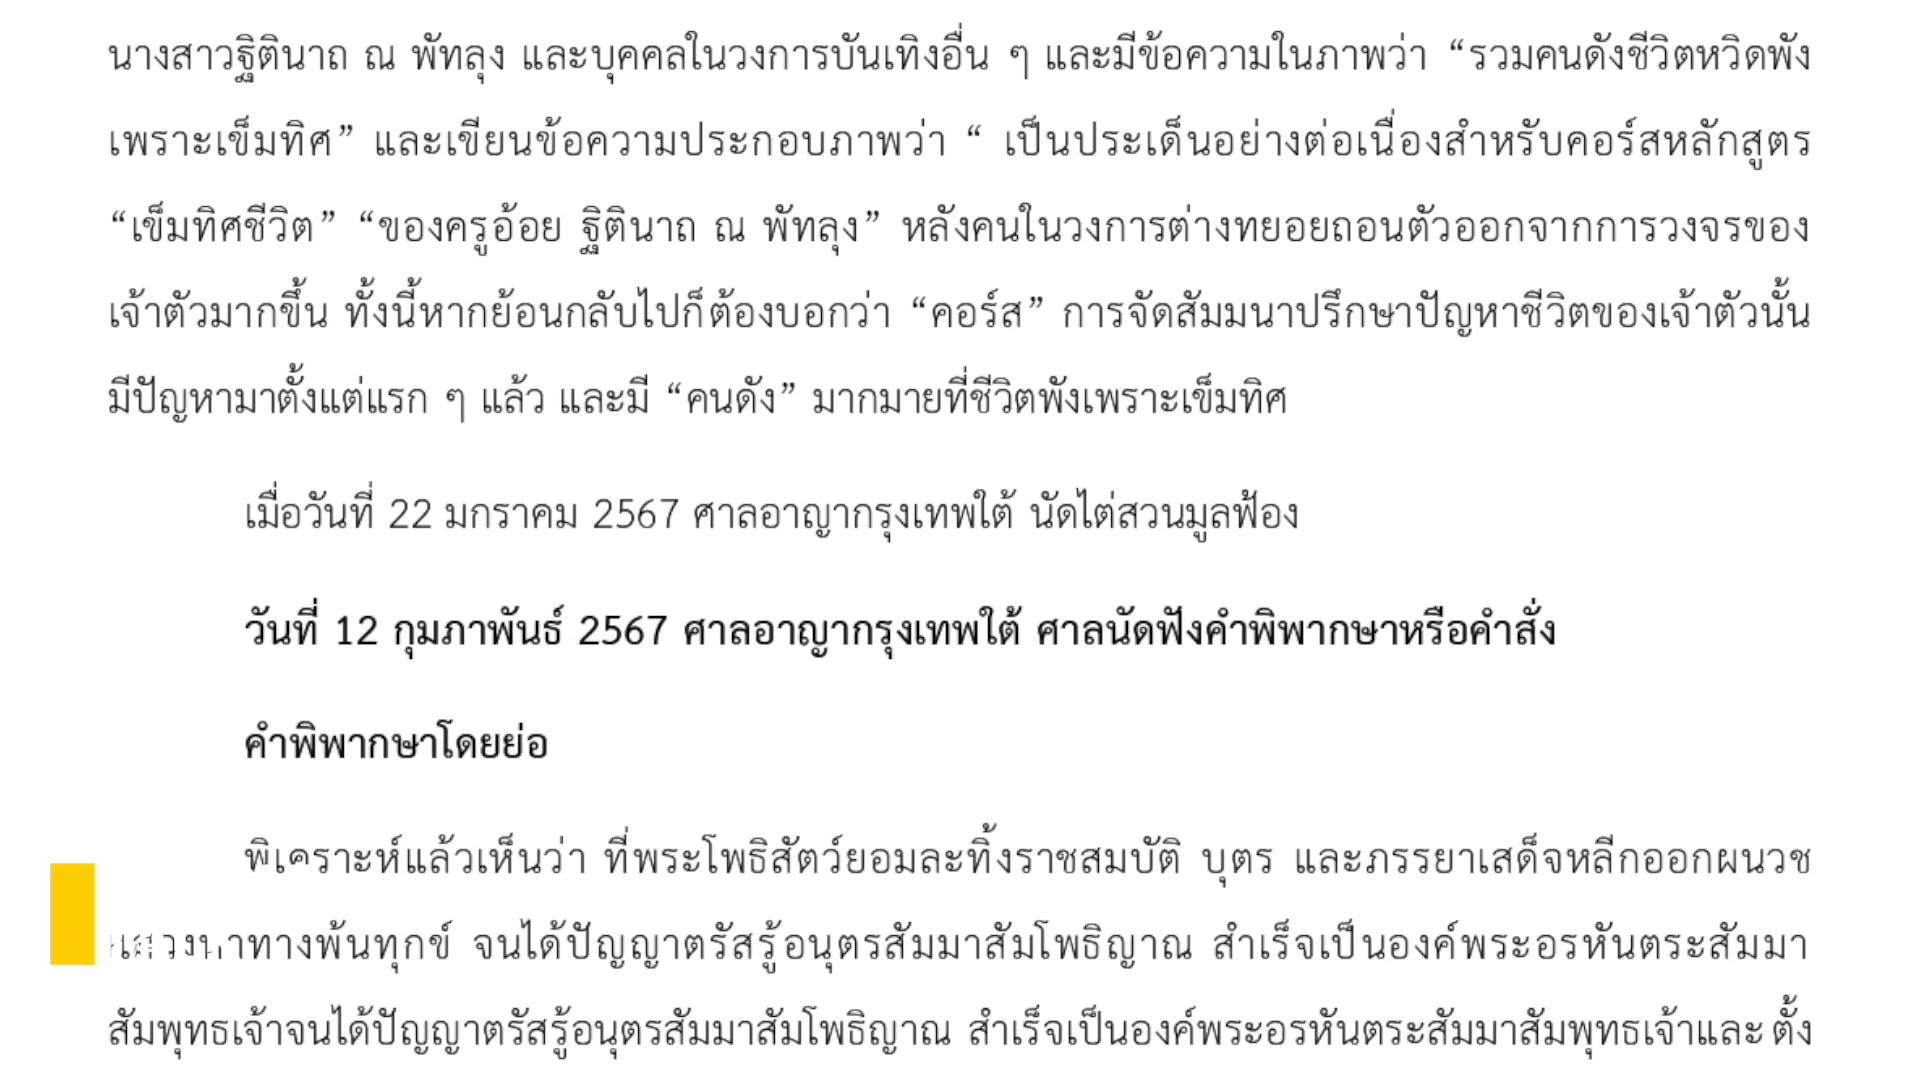 นางสาวฐิตินาถ ณ พัทลุง และบุคคลในวงการบันเทิงอื่น ๆ และมีข้อความในภาพว่า “รวมคนดังชีวิตหวิดพัง
เพราะเข็มทิศ” และเขียนข้อความประกอบภาพว่า “ เป็นประเด็นอย่างต่อเนื่องสำหรับคอร์สหลักสูตร
“เข็มทิศชีวิต” “ของครูอ้อย ฐิตินาถ ณ พัทลุง” หลังคนในวงการต่างทยอยถอนตัวออกจากการวงจรของ
เจ้าตัวมากขึ้น ทั้งนี้หากย้อนกลับไปก็ต้องบอกว่า “คอร์ส” การจัดสัมมนาปรึกษาปัญหาชีวิตของเจ้าตัวนั้น
มีปัญหามาตั้งแต่แรก ๆ แล้ว และมี “คนดัง” มากมายที่ชีวิตพังเพราะเข็มทิศ
เมื่อวันที่ 22 มกราคม 2567 ศาลอาญากรุงเทพใต้ นัดไต่สวนมูลฟ้อง
วันที่ 12 กุมภาพันธ์ 2567 ศาลอาญากรุงเทพใต้ ศาลนัดฟังคำพิพากษาหรือคำสั่ง
คำพิพากษาโดยย่อ
พิเคราะห์แล้วเห็นว่า ที่พระโพธิสัตว์ยอมละทิ้งราชสมบัติ บุตร และภรรยาเสด็จหลีกออกผนวช
ทางพ้นทุกข์ จนได้ปัญญาตรัสรู้อนุตรสัมมาสัมโพธิญาณ สำเร็จเป็นองค์พระอรหันตระสัมมา
สัมพุทธเจ้าจนได้ปัญญาตรัสรู้อนุตรสัมมาสัมโพธิญาณ สำเร็จเป็นองค์พระอรหันตระสัมมาสัมพุทธเจ้าและ ตั้ง